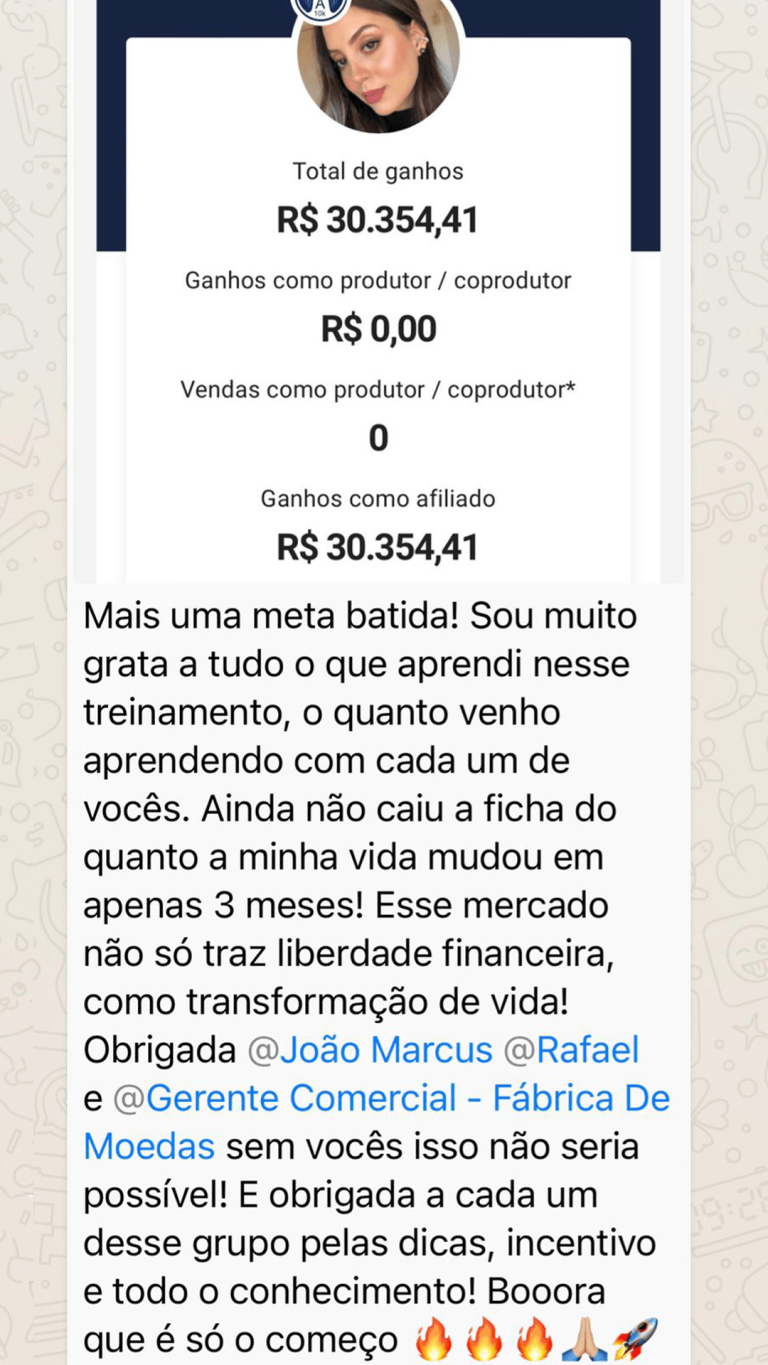 A
10k
Total de ganhos
R$ 30.354,41
Ganhos como produtor / coprodutor
R$ 0,00
Vendas como produtor / coprodutor*
0
Ganhos como afiliado
R$ 30.354,41
Mais uma meta batida! Sou muito
grata a tudo o que aprendi nesse
treinamento, o quanto venho
aprendendo com cada um de
vocês. Ainda não caiu a ficha do
quanto a minha vida mudou em
apenas 3 meses! Esse mercado
não só traz liberdade financeira,
como transformação de vida!
Obrigada @João Marcus @Rafael
e @Gerente Comercial - Fábrica De
Moedas sem vocês isso não seria
possível! E obrigada a cada um
desse grupo pelas dicas, incentivo
e todo o conhecimento! Booora
que é só o começo 🔥🔥🔥🙏🏼🚀